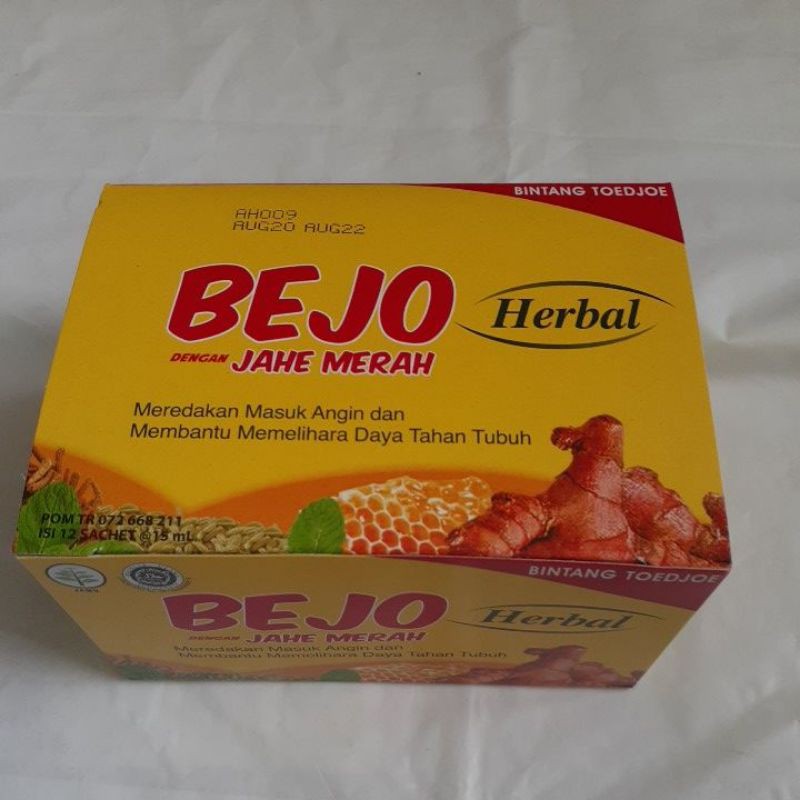 BINTANG TOEDJOE
AH009
AUG20 AUG22
BEJO Herbal
DENGAN JAHE MERAH
Meredakan Masuk Angin dan
Membantu Memelihara Daya Tahan Tubuh
POM TR 072 668 211
ISI 12 SACHET @15 mL
BINTANG TOEDJOE
JAMU
BEJO Herbal
DENGAN JAHE MERAH
Meredakan Masuk Angin dan
Membantu Memelihara Daya Tahan Tubuh